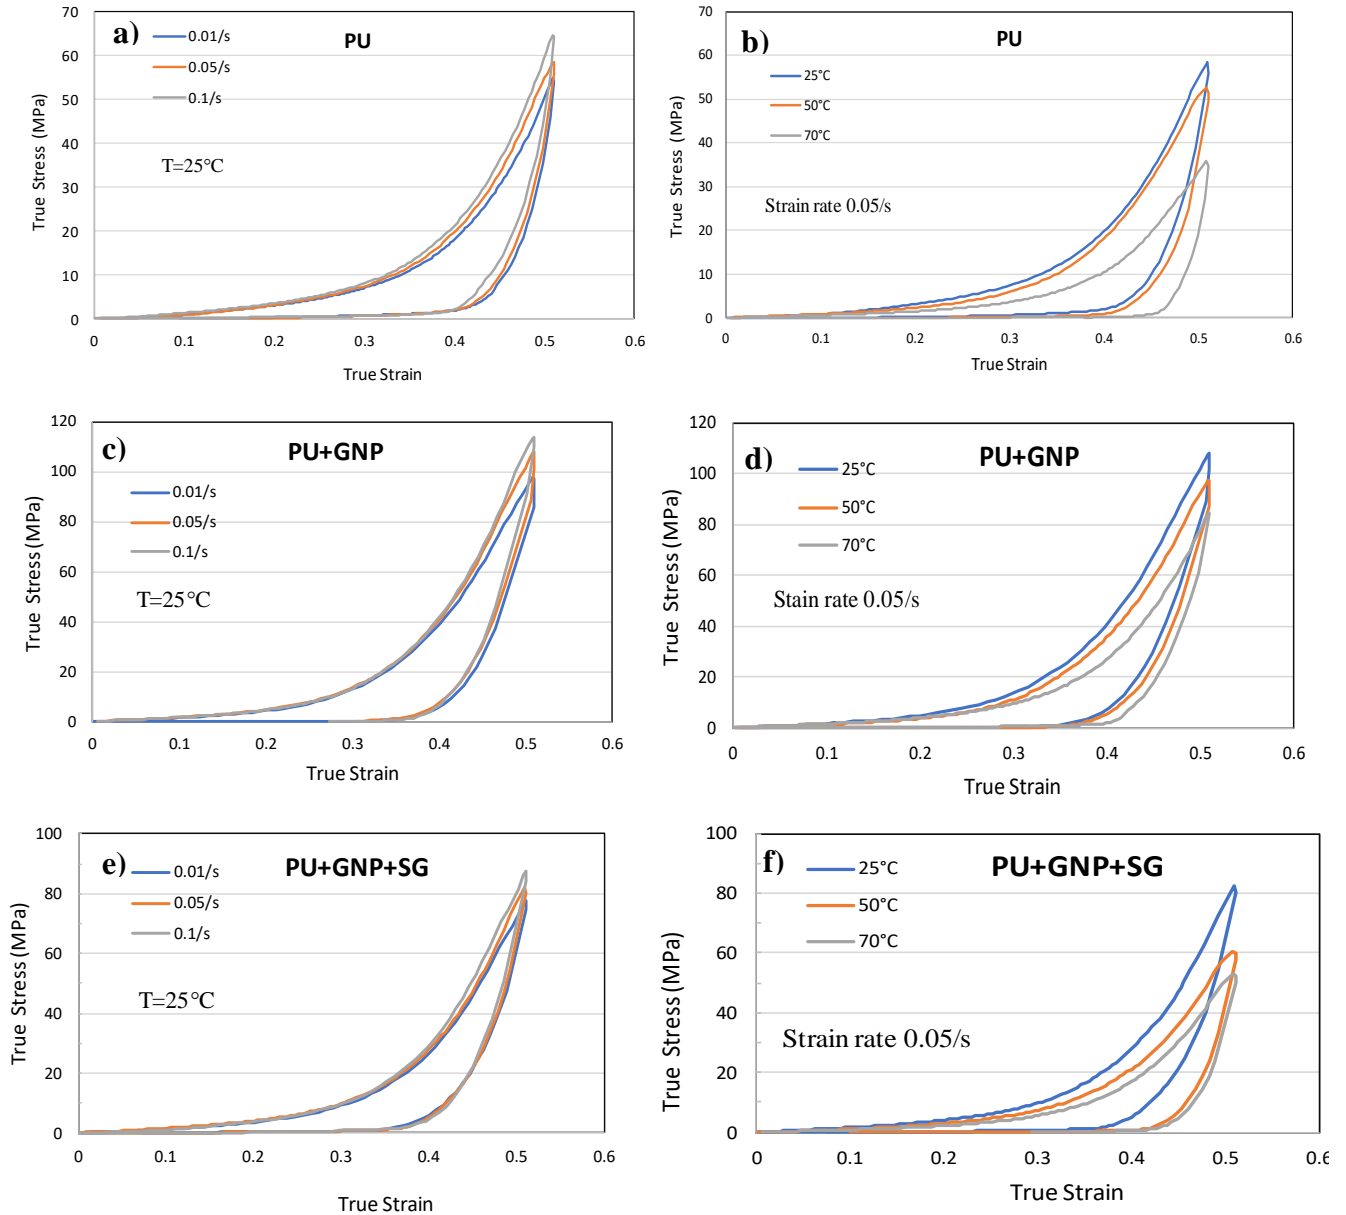 a)
PU
0.01/s
0.05/s
0.1/s
T=25°C
True Stress (MPa)
70
60
50
40
30
20
10
0
0 0.1 0.2 0.3 0.4 0.5 0.6
True Strain
b)
PU
25°C
50°C
70°C
Strain rate 0.05/s
True Stress (MPa)
70
60
50
40
30
20
10
0
0 0.1 0.2 0.3 0.4 0.5 0.6
True Strain
c)
PU+GNP
0.01/s
0.05/s
0.1/s
T=25°C
True Stress (MPa)
120
100
80
60
40
20
0
0 0.1 0.2 0.3 0.4 0.5 0.6
True Strain
d)
PU+GNP
25°C
50°C
70°C
Stain rate 0.05/s
True Stress (MPa)
120
100
80
60
40
20
0
0 0.1 0.2 0.3 0.4 0.5 0.6
True Strain
e)
PU+GNP+SG
0.01/s
0.05/s
0.1/s
T=25°C
True Stress (MPa)
100
80
60
40
20
0
0 0.1 0.2 0.3 0.4 0.5 0.6
True Strain
f)
PU+GNP+SG
25°C
50°C
70°C
Strain rate 0.05/s
True Stress (MPa)
100
80
60
40
20
0
0 0.1 0.2 0.3 0.4 0.5 0.6
True Strain